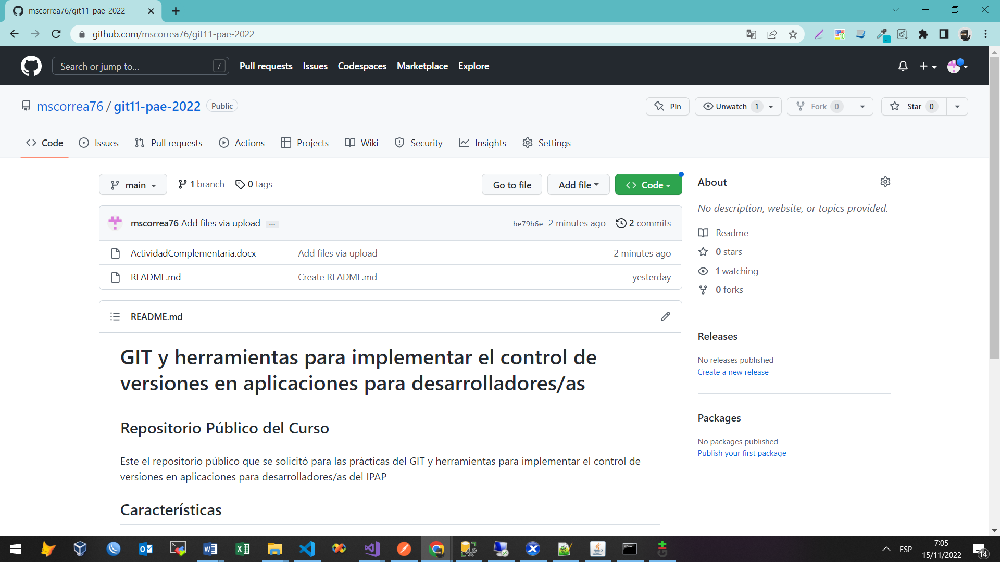 mscorrea76/git11-pae-2022
github.com/mscorrea76/git11-pae-2022
Search or jump to... /
Pull requests Issues Codespaces Marketplace Explore
mscorrea76 / git11-pae-2022 Public
Pin Unwatch 1 Fork 0 Star 0
Code Issues Pull requests Actions Projects Wiki Security Insights Settings
main 1 branch 0 tags Go to file Add file Code
mscorrea76 Add files via upload ... be79b6e 2 minutes ago 2 commits
ActividadComplementaria.docx Add files via upload 2 minutes ago
README.md Create README.md yesterday
README.md
GIT y herramientas para implementar el control de
versiones en aplicaciones para desarrolladores/as
Repositorio Público del Curso
Este el repositorio público que se solicitó para las prácticas del GIT y herramientas para implementar el control de
versiones en aplicaciones para desarrolladores/as del IPAP
Características
About
No description, website, or topics provided.
Readme
0 stars
1 watching
0 forks
Releases
No releases published
Create a new release
Packages
No packages published
Publish your first package
ESP
7:05
15/11/2022
14